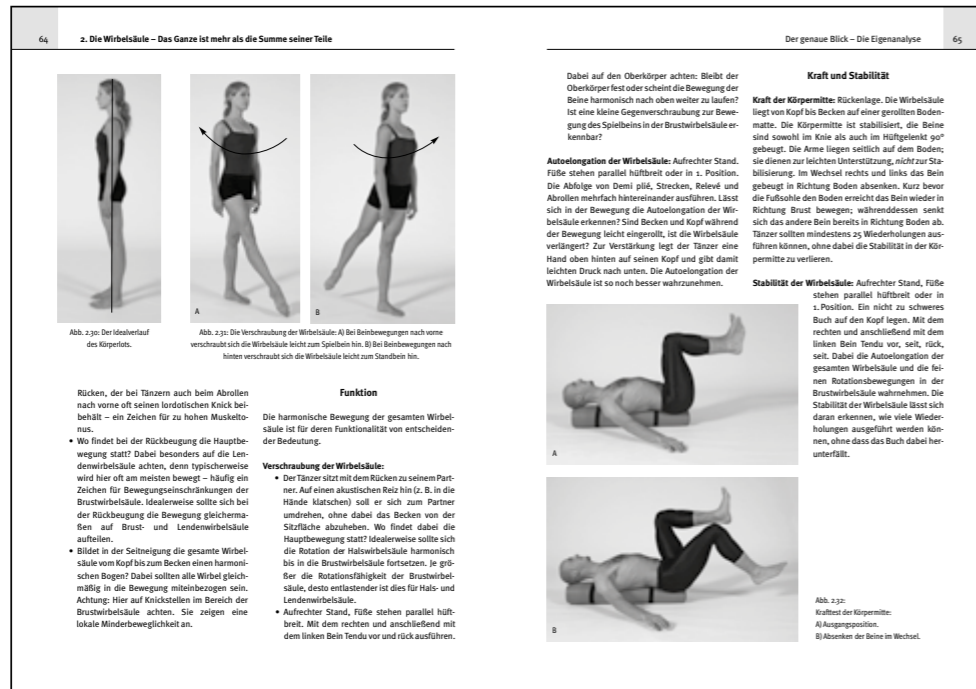 64
2. Die Wirbelsäule – Das Ganze ist mehr als die Summe seiner Teile
A
B
Abb. 2.30: Der Idealverlauf
des Körperlots.
Abb. 2.31: Die Verschraubung der Wirbelsäule: A) Bei Beinbewegungen nach vorne
verschraubt sich die Wirbelsäule leicht zum Spielbein hin. B) Bei Beinbewegungen nach
hinten verschraubt sich die Wirbelsäule leicht zum Standbein hin.
Rücken, der bei Tänzern auch beim Abrollen
nach vorne oft seinen lordotischen Knick bei-
behält – ein Zeichen für zu hohen Muskelto-
nus.
• Wo findet bei der Rückbeugung die Hauptbe-
wegung statt? Dabei besonders auf die Len-
denwirbelsäule achten, denn typischerweise
wird hier oft am meisten bewegt – häufig ein
Zeichen für Bewegungseinschränkungen der
Brustwirbelsäule. Idealerweise sollte sich bei
der Rückbeugung die Bewegung gleicherma-
ßen auf Brust- und Lendenwirbelsäule
aufteilen.
• Bildet in der Seitneigung die gesamte Wirbel-
säule vom Kopf bis zum Becken einen harmoni-
schen Bogen? Dabei sollten alle Wirbel gleich-
mäßig in die Bewegung miteinbezogen sein.
Achtung: Hier auf Knickstellen im Bereich der
Brustwirbelsäule achten. Sie zeigen eine
lokale Minderbeweglichkeit an.
Funktion
Die harmonische Bewegung der gesamten Wirbel-
säule ist für deren Funktionalität von entscheiden-
der Bedeutung.
Verschraubung der Wirbelsäule:
• Der Tänzer sitzt mit dem Rücken zu seinem Part-
ner. Auf einen akustischen Reiz hin (z. B. in die
Hände klatschen) soll er sich zum Partner
umdrehen, ohne dabei das Becken von der
Sitzfläche abzuheben. Wo findet dabei die
Hauptbewegung statt? Idealerweise sollte sich
die Rotation der Halswirbelsäule harmonisch
bis in die Brustwirbelsäule fortsetzen. Je grö-
ßer die Rotationsfähigkeit der Brustwirbel-
säule, desto entlastender ist dies für Hals- und
Lendenwirbelsäule.
• Aufrechter Stand, Füße stehen parallel hüft-
breit. Mit dem rechten und anschließend mit
dem linken Bein Tendu vor und rück ausführen.
Der genaue Blick – Die Eigenanalyse
65
Dabei auf den Oberkörper achten: Bleibt der
Oberkörper fest oder scheint die Bewegung der
Beine harmonisch nach oben weiter zu laufen?
Ist eine kleine Gegenverschraubung zur Bewe-
gung des Spielbeins in der Brustwirbelsäule er-
kennbar?
Autoelongation der Wirbelsäule: Aufrechter Stand.
Füße stehen parallel hüftbreit oder in 1. Position.
Die Abfolge von Demi plié, Strecken, Relevé und
Abrollen mehrfach hintereinander ausführen. Lässt
sich in der Bewegung die Autoelongation der Wir-
belsäule erkennen? Sind Becken und Kopf während
der Bewegung leicht eingerollt, ist die Wirbelsäule
verlängert? Zur Verstärkung legt der Tänzer eine
Hand oben hinten auf seinen Kopf und gibt damit
leichten Druck nach unten. Die Autoelongation der
Wirbelsäule ist so noch besser wahrzunehmen.
Kraft und Stabilität
Kraft der Körpermitte: Rückenlage. Die Wirbelsäule
liegt von Kopf bis Becken auf einer gerollten Boden-
matte. Die Körpermitte ist stabilisiert, die Beine
sind sowohl im Knie als auch im Hüftgelenk 90°
gebeugt. Die Arme liegen seitlich auf dem Boden;
sie dienen zur leichten Unterstützung, nicht zur Sta-
bilisierung. Im Wechsel rechts und links das Bein
gebeugt in Richtung Boden absenken. Kurz bevor
die Fußsohle den Boden erreicht das Bein wieder in
Richtung Brust bewegen; währenddessen senkt
sich das andere Bein bereits in Richtung Boden ab.
Tänzer sollten mindestens 25 Wiederholungen aus-
führen können, ohne dabei die Stabilität in der Kör-
permitte zu verlieren.
Stabilität der Wirbelsäule: Aufrechter Stand, Füße
stehen parallel hüftbreit oder in
1. Position. Ein nicht zu schweres
Buch auf den Kopf legen. Mit dem
rechten und anschließend mit dem
linken Bein Tendu vor, seit, rück,
seit. Dabei die Autoelongation der
gesamten Wirbelsäule und die fei-
nen Rotationsbewegungen in der
Brustwirbelsäule wahrnehmen. Die
Stabilität der Wirbelsäule lässt sich
daran erkennen, wie viele Wieder-
holungen ausgeführt werden kön-
nen, ohne dass das Buch dabei her-
unterfällt.
A
B
Abb. 2.32:
Krafttest der Körpermitte:
A) Ausgangsposition.
B) Absenken der Beine im Wechsel.